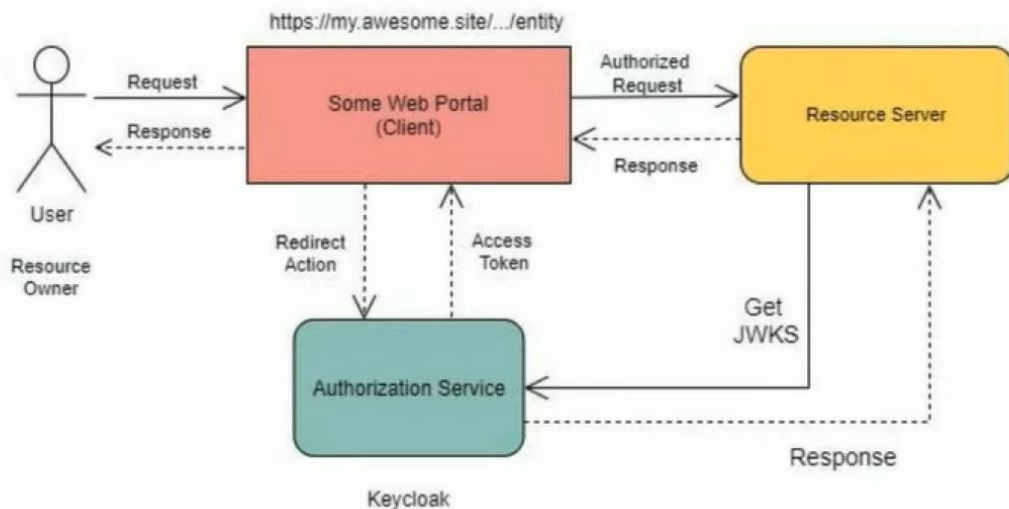 https://my.awesome.site/.../entity
Request
Response
User
Resource
Owner
Some Web Portal
(Client)
Authorized
Request
Response
Resource Server
Redirect
Action
Access
Token
Get
JWKS
Authorization Service
Response
Keycloak